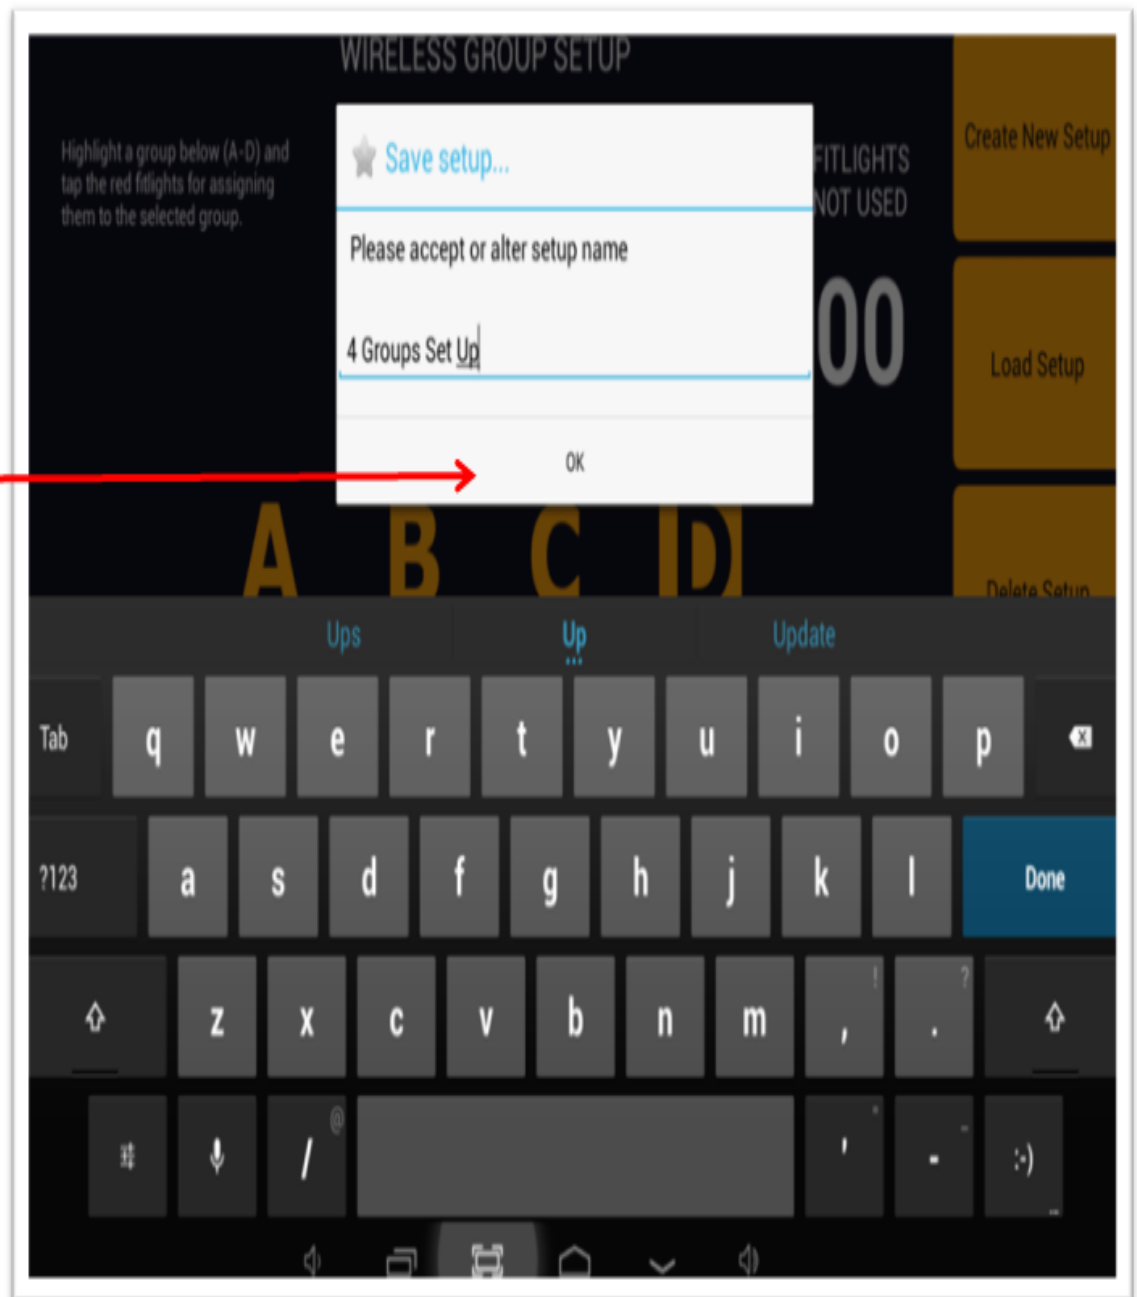 WIRELESS GROUP SETUP
Highlight a group below (A-D) and
tap the red fitlights for assigning
them to the selected group.
Save setup...
Please accept or alter setup name
4 Groups Set Up
OK
FITLIGHTS
NOT USED
00
Create New Setup
Load Setup
Delete Setup
A B C D
Ups Up Update
Tab q w e r t y u i o p
?123 a s d f g h j k l Done
z x c v b n m , ! . ?
/ @ ' " - _ :-)